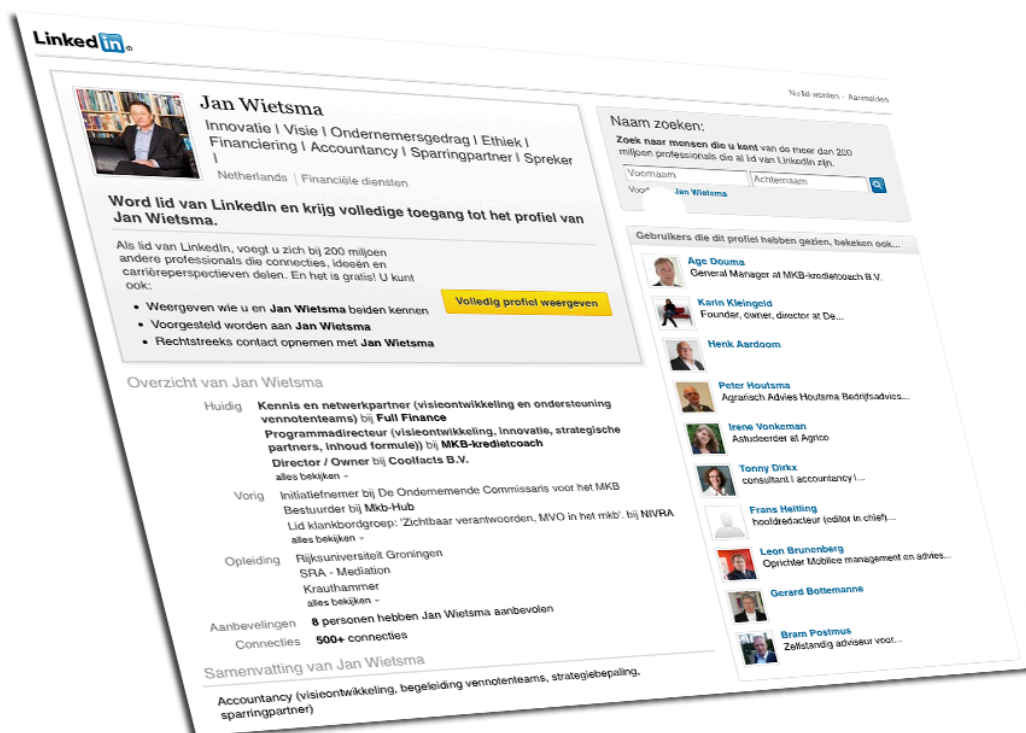 Linked in
Nu lid worden · Aanmelden
Jan Wietsma
Innovatie I Visie I Ondernemersgedrag I Ethiek I
Financiering I Accountancy I Sparringpartner I Spreker
I
Netherlands | Financiële diensten
Word lid van LinkedIn en krijg volledige toegang tot het profiel van
Jan Wietsma.
Als lid van LinkedIn, voegt u zich bij 200 miljoen
andere professionals die connecties, ideeën en
carrièreperspectieven delen. En het is gratis! U kunt
ook:
• Weergeven wie u en Jan Wietsma beiden kennen
• Voorgesteld worden aan Jan Wietsma
• Rechtstreeks contact opnemen met Jan Wietsma
Volledig profiel weergeven
Overzicht van Jan Wietsma
Huidig Kennis en netwerkpartner (visieontwikkeling en ondersteuning
vennotenteams) bij Full Finance
Programmadirecteur (visieontwikkeling, innovatie, strategische
partners, inhoud formule)) bij MKB-kredietcoach
Director / Owner bij Coolfacts B.V.
alles bekijken
Vorig Initiatiefnemer bij De Ondernemende Commissaris voor het MKB
Bestuurder bij Mkb-Hub
Lid klankbordgroep: 'Zichtbaar verantwoorden, MVO in het mkb'. bij NIVRA
alles bekijken
Opleiding Rijksuniversiteit Groningen
SRA - Mediation
Krauthammer
alles bekijken
Aanbevelingen 8 personen hebben Jan Wietsma aanbevolen
Connecties 500+ connecties
Samenvatting van Jan Wietsma
Accountancy (visieontwikkeling, begeleiding vennotenteams, strategiebepaling,
sparringpartner)
Naam zoeken:
Zoek naar mensen die u kent van de meer dan 200
miljoen professionals die al lid van LinkedIn zijn.
Voornaam Achternaam
Jan Wietsma
Gebruikers die dit profiel hebben gezien, bekeken ook...
Age Douma
General Manager at MKB-kredietcoach B.V.
Karin Kleingeld
Founder, owner, director at De...
Henk Aardoom
Peter Houtsma
Agrarisch Advies Houtsma Bedrijfsadvies...
Irene Vonkeman
Astudeerder at Agrico
Tonny Dirkx
consultant I accountancy I...
Frans Heitling
hoofdredacteur (editor in chief)...
Leon Brunenberg
Oprichter Mobilee management en advies...
Gerard Bottemanne
Bram Postmus
Zelfstandig adviseur voor...